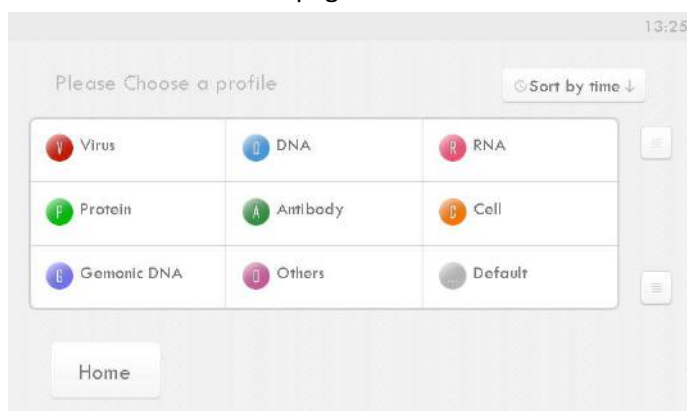 13:25
Please Choose a profile
Sort by time ↓
V Virus
D DNA
R RNA
P Protein
A Antibody
C Cell
G Gemonic DNA
O Others
... Default
Home